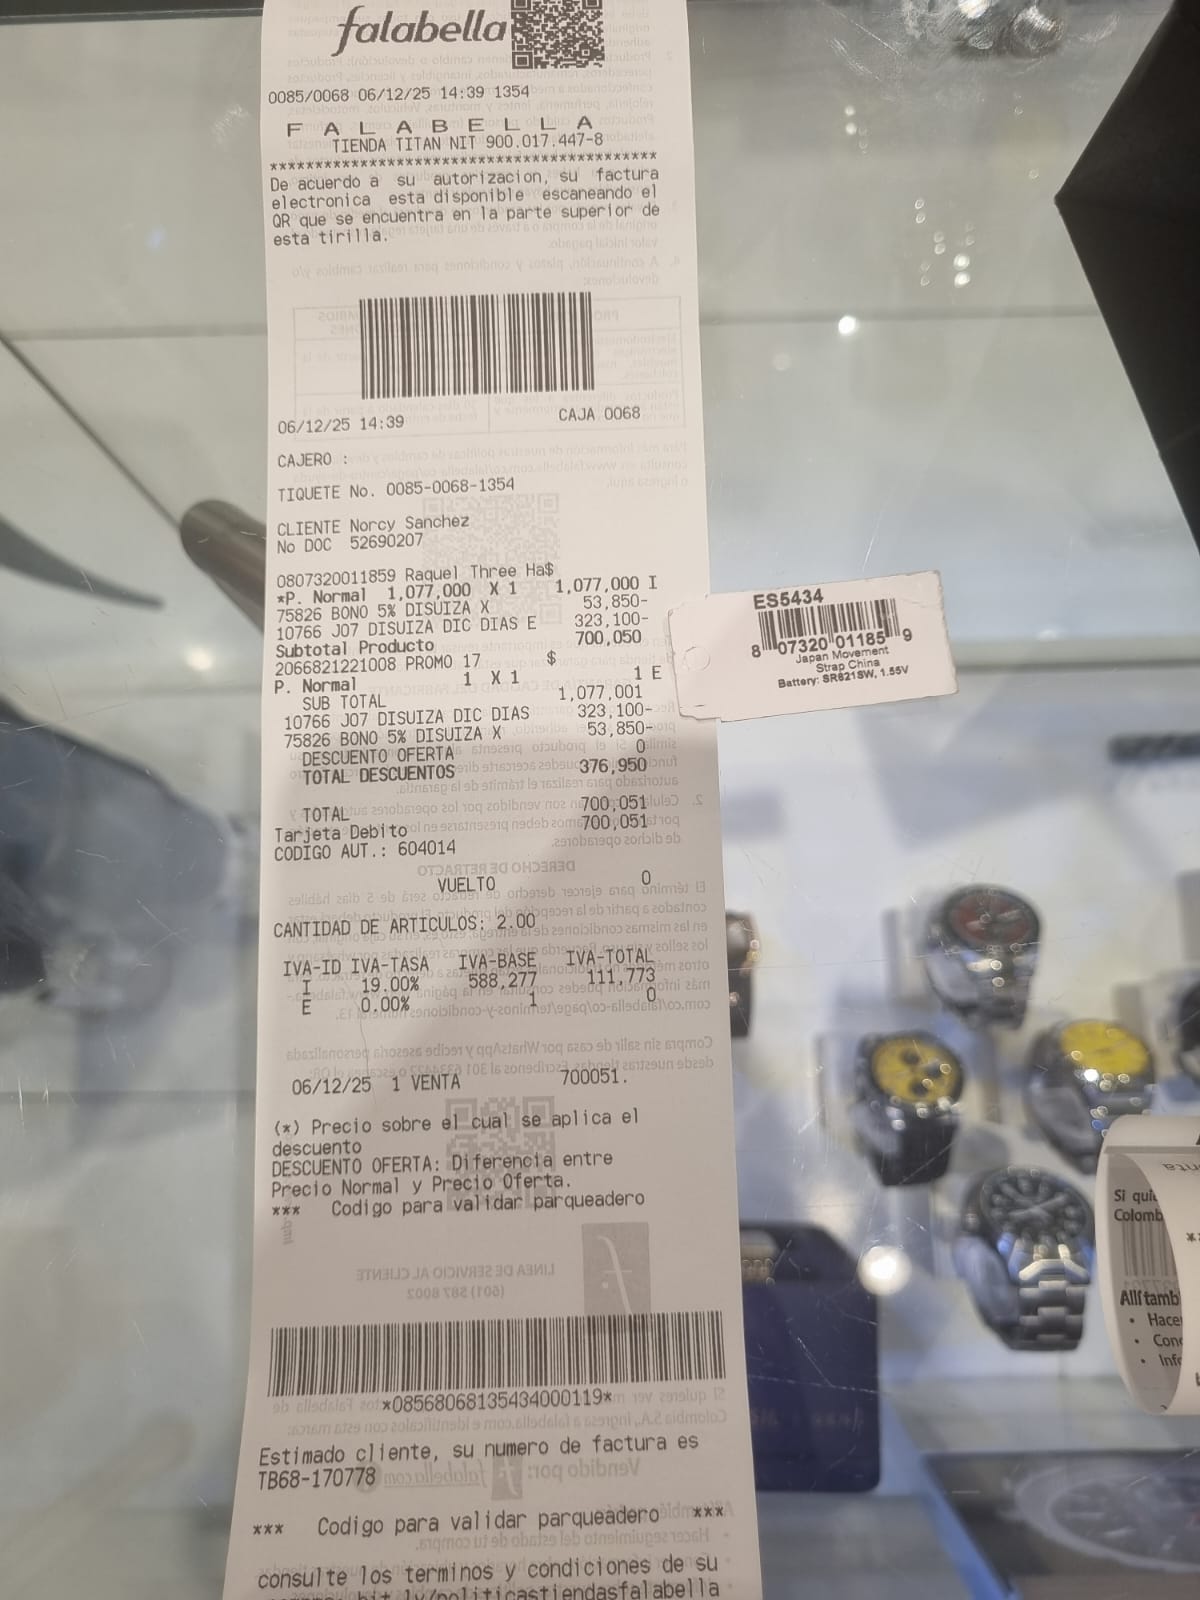 falabella
0085/0068 06/12/25 14:39 1354
F A L A B E L L A
TIENDA TITAN NIT 900.017.447-8
******************************************
De acuerdo a su autorizacion, su factura
electronica esta disponible escaneando el
QR que se encuentra en la parte superior de
esta tirilla.
06/12/25 14:39 CAJA 0068
CAJERO :
TIQUETE No. 0085-0068-1354
CLIENTE Norcy Sanchez
No DOC 52690207
0807320011859 Raquel Three Ha$
*P. Normal 1,077,000 X 1 1,077,000 I
75826 BONO 5% DISUIZA X 53,850-
10766 J07 DISUIZA DIC DIAS E 323,100-
Subtotal Producto 700,050
2066821221008 PROMO 17 $
P. Normal 1 X 1 1 E
SUB TOTAL 1,077,001
10766 J07 DISUIZA DIC DIAS 323,100-
75826 BONO 5% DISUIZA X 53,850-
DESCUENTO OFERTA 0
TOTAL DESCUENTOS 376,950
TOTAL 700,051
Tarjeta Debito 700,051
CODIGO AUT.: 604014
VUELTO 0
CANTIDAD DE ARTICULOS: 2.00
IVA-ID IVA-TASA IVA-BASE IVA-TOTAL
I 19.00% 588,277 111,773
E 0.00% 1 0
06/12/25 1 VENTA 700051.
(*) Precio sobre el cual se aplica el
descuento
DESCUENTO OFERTA: Diferencia entre
Precio Normal y Precio Oferta.
*** Codigo para validar parqueadero
*08568068135434000119*
Estimado cliente, su numero de factura es
TB68-170778
*** Codigo para validar parqueadero ***
consulte los terminos y condiciones de su
ES5434
8 07320 01185 9
Japan Movement
Strap China
Battery: SR621SW, 1.55V
Si
Colomb
Allí tamb